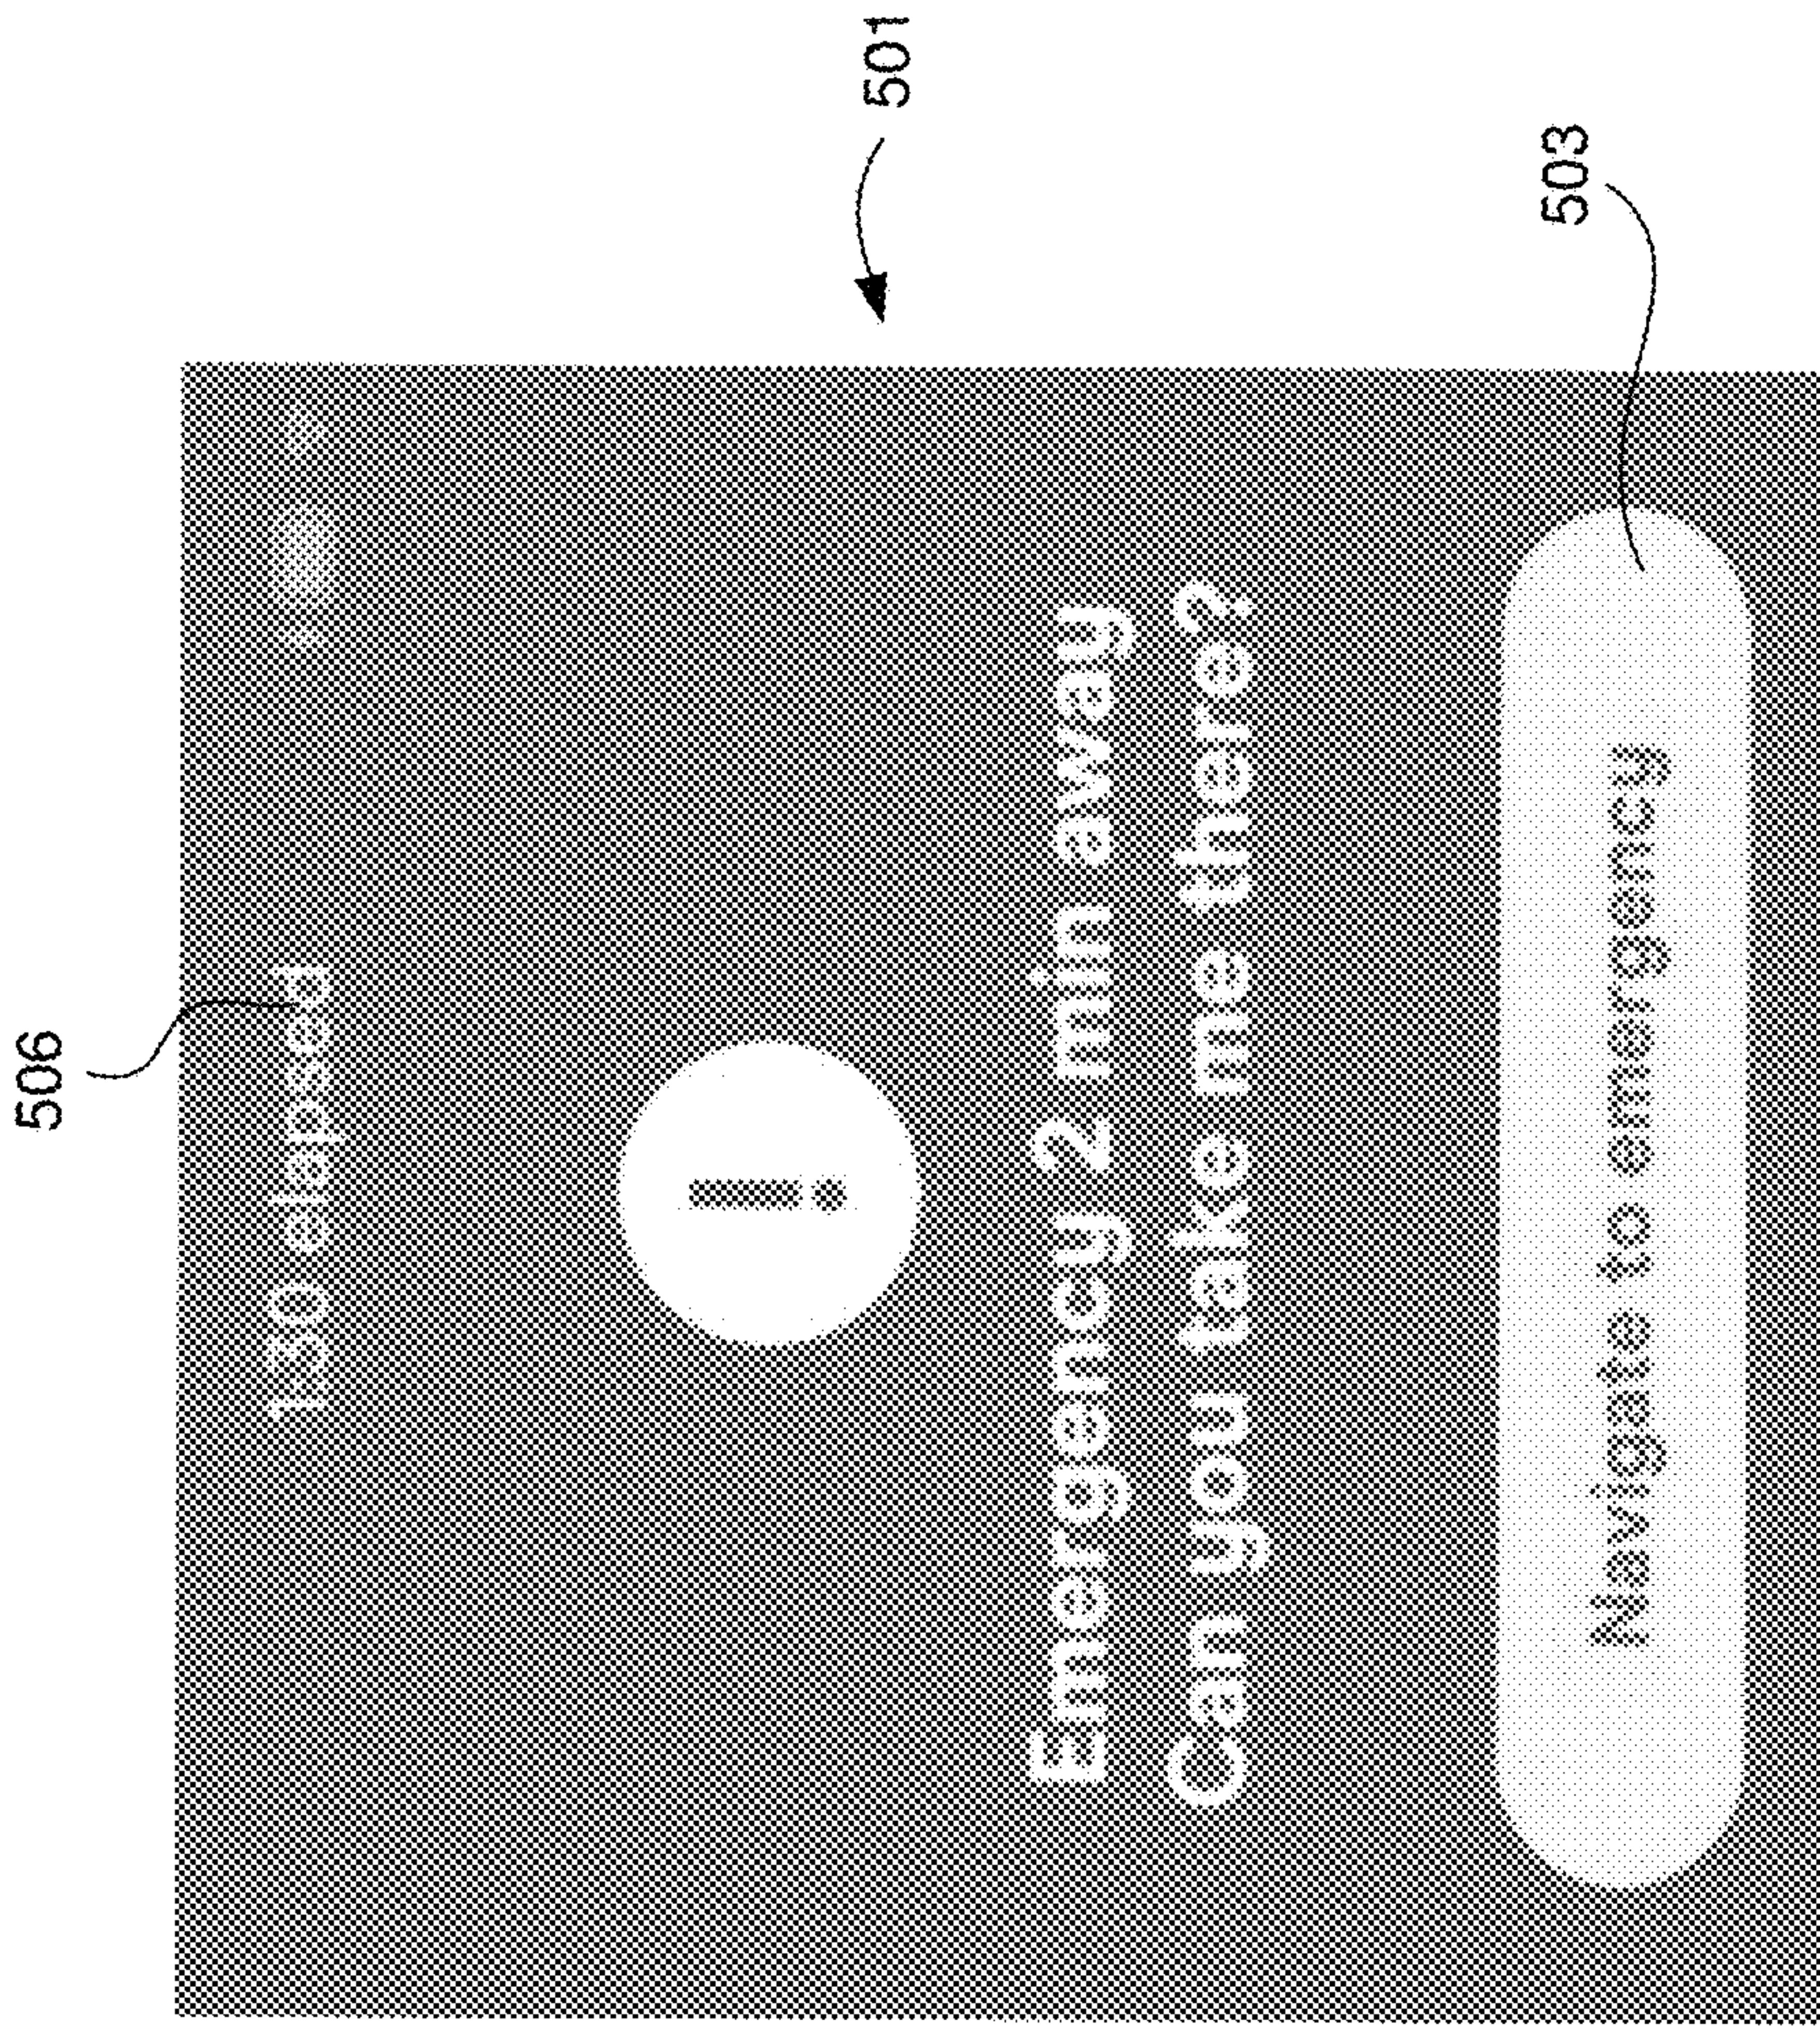 506
1:30 elapsed
501
!
Emergency 2 min away
Can you take me there?
503
Navigate to emergency